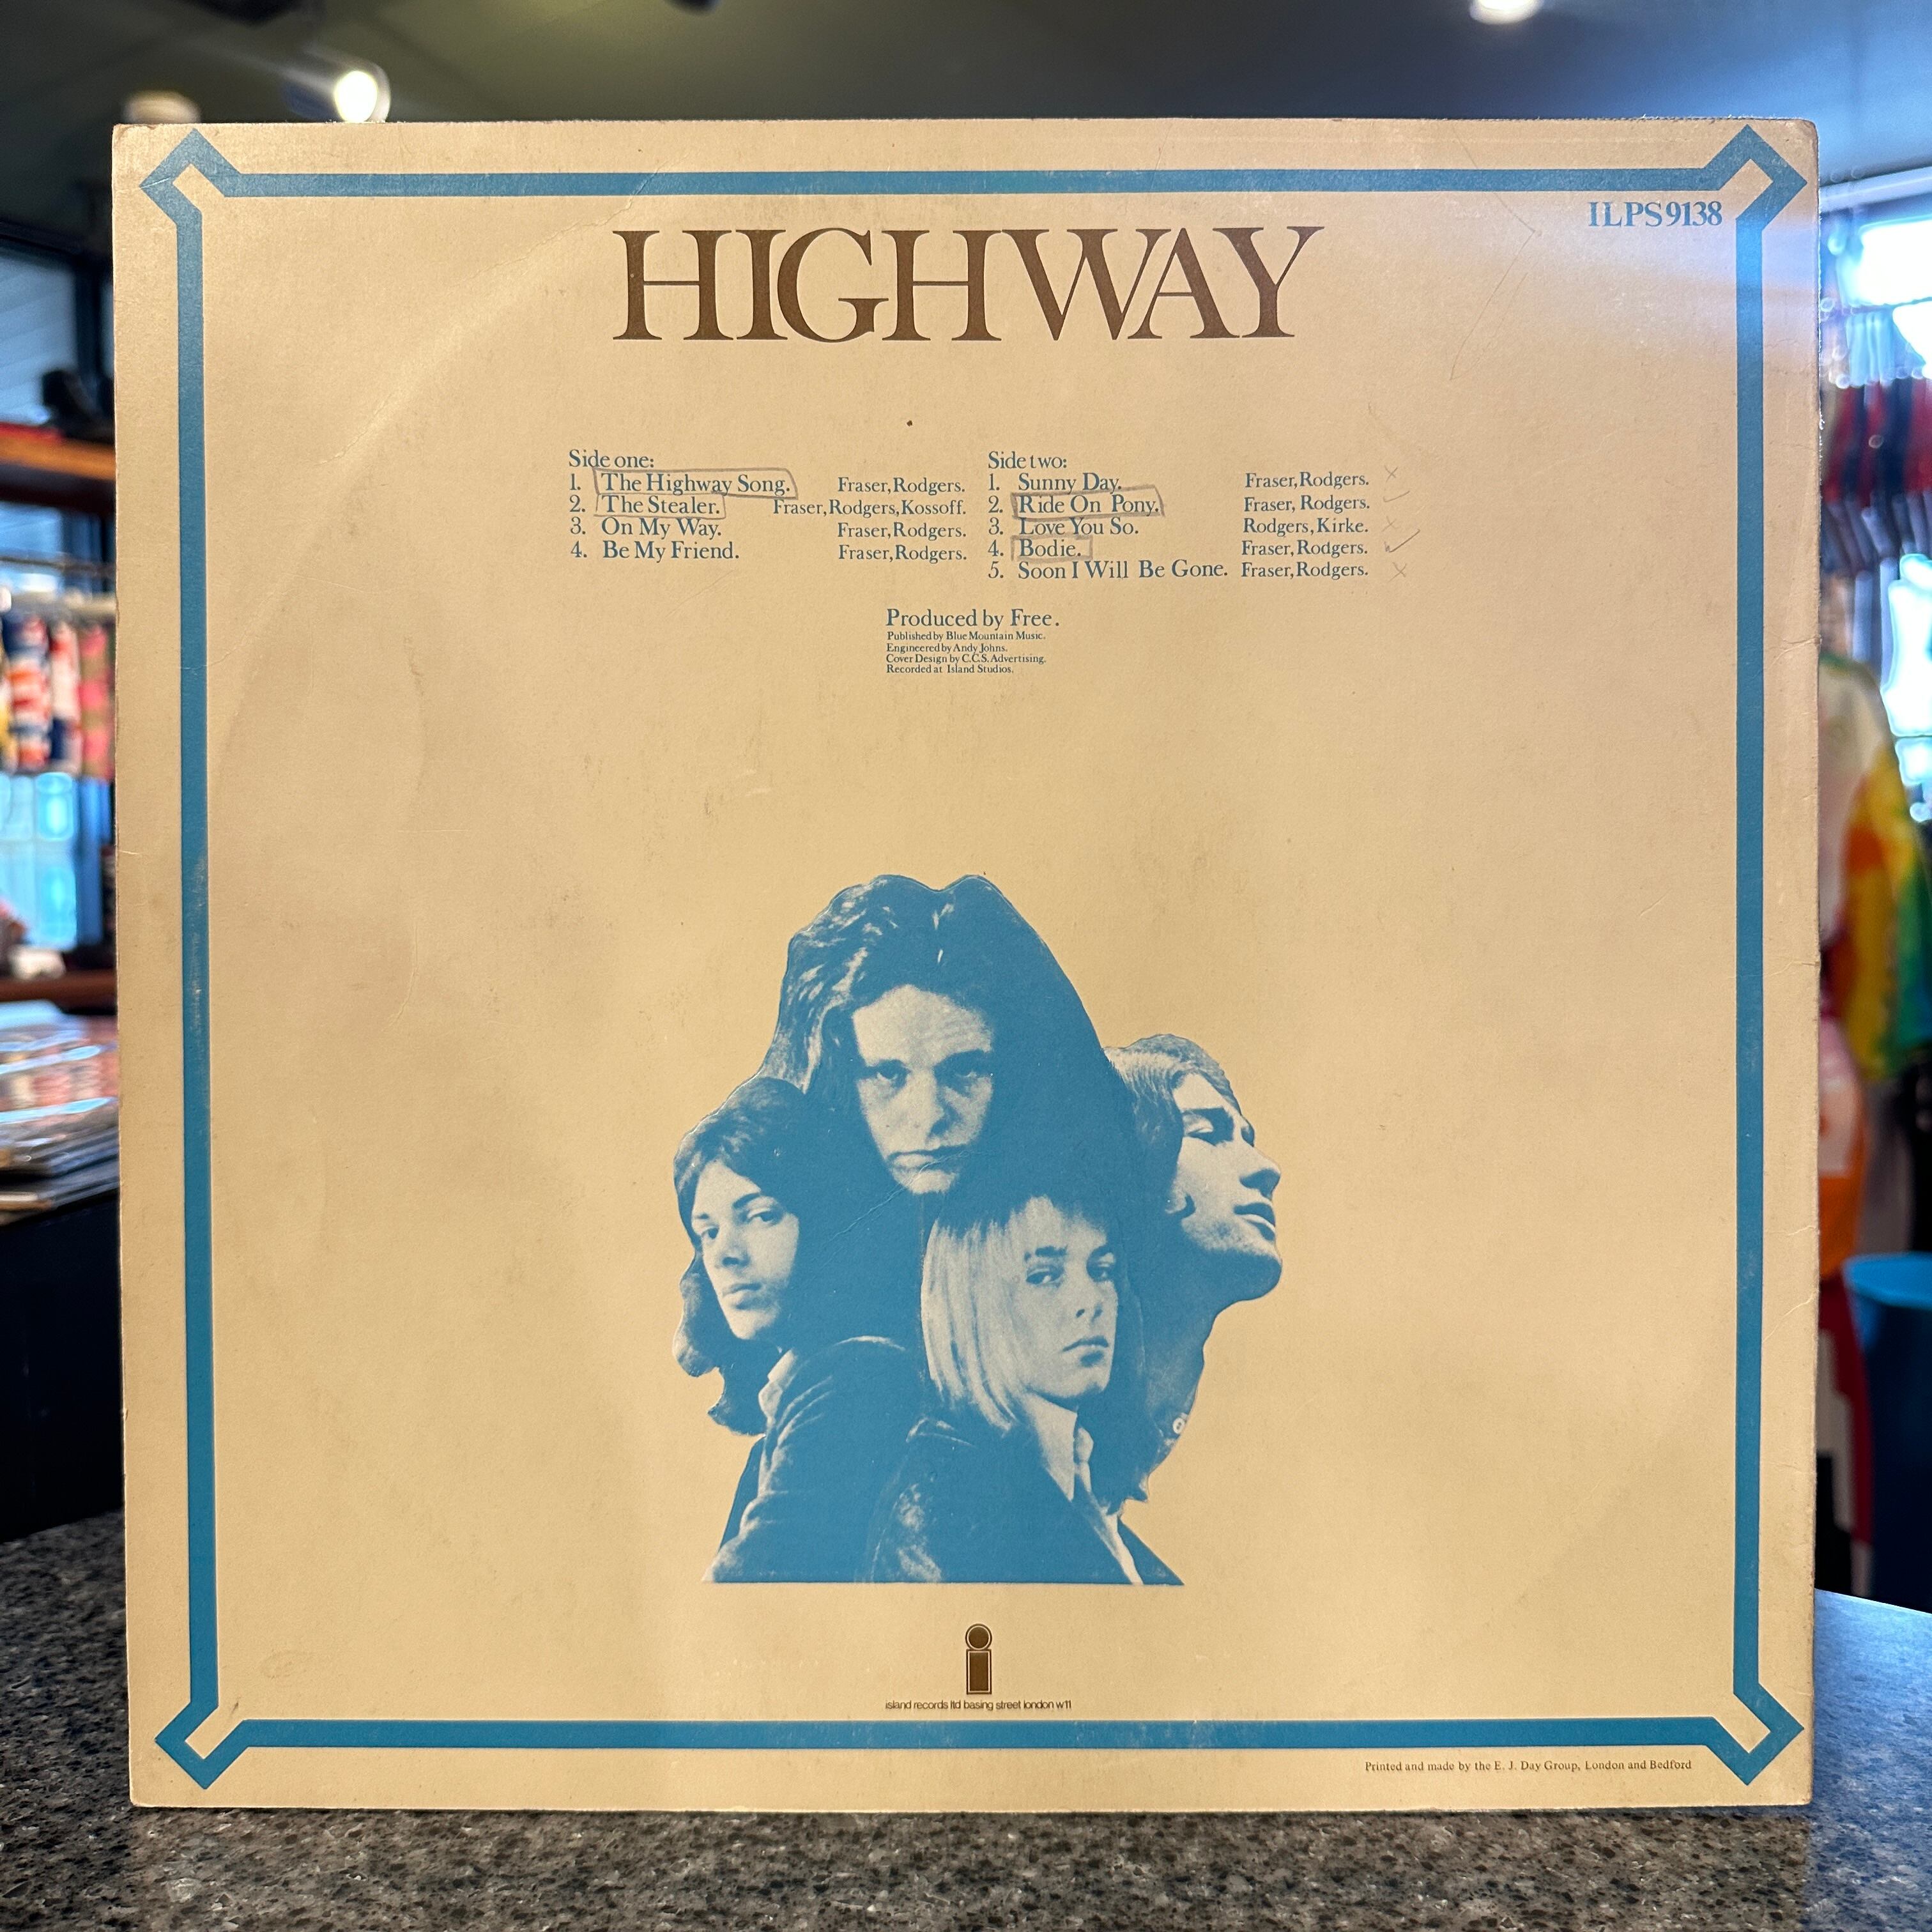 ILPS 9138
HIGHWAY
Side one:
1. The Highway Song. Fraser, Rodgers.
2. The Stealer. Fraser, Rodgers, Kossoff.
3. On My Way. Fraser, Rodgers.
4. Be My Friend. Fraser, Rodgers.
Side two:
1. Sunny Day. Fraser, Rodgers.
2. Ride On Pony. Fraser, Rodgers.
3. Love You So. Rodgers, Kirke.
4. Bodie. Fraser, Rodgers.
5. Soon I Will Be Gone. Fraser, Rodgers.
Produced by Free.
Published by Blue Mountain Music.
Engineered by Andy Johns.
Cover Design by C.C.S. Advertising.
Recorded at Island Studios.
i
island records ltd basing street london w11
Printed and made by the E. J. Day Group, London and Bedford